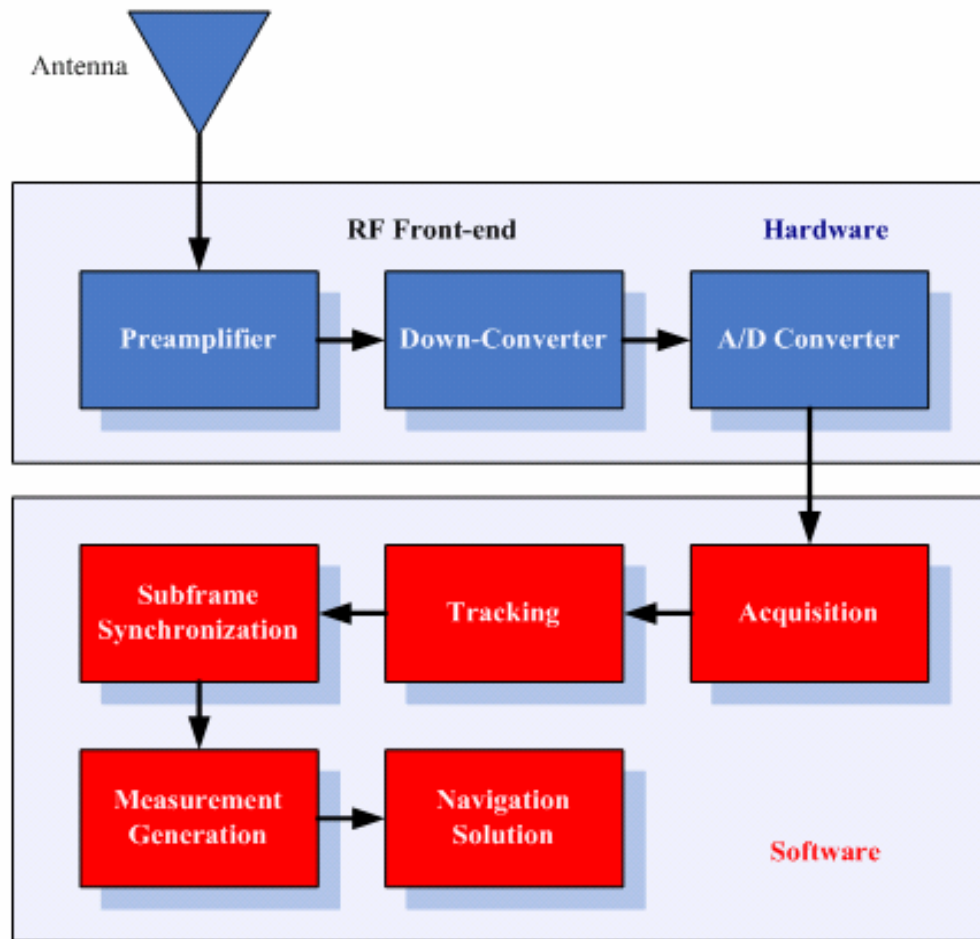 Antenna
RF Front-end
Hardware
Preamplifier
Down-Converter
A/D Converter
Subframe
Synchronization
Tracking
Acquisition
Measurement
Generation
Navigation
Solution
Software